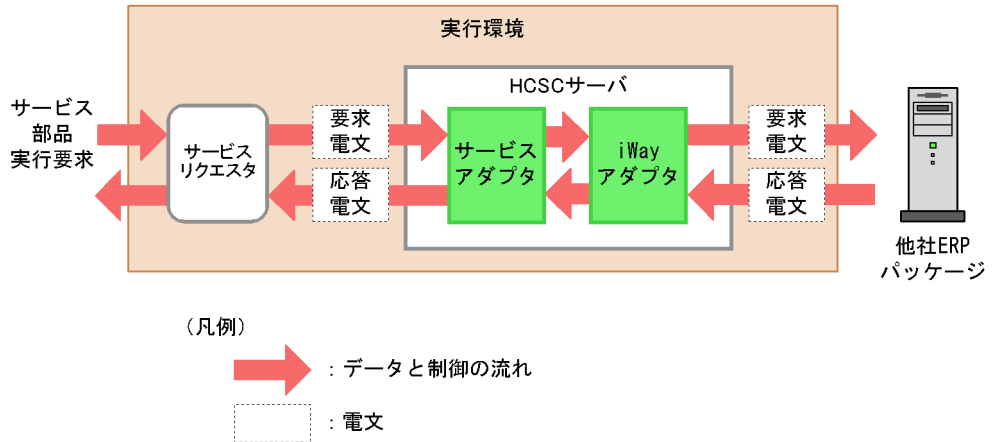 実行環境
HCSCサーバ
サービス
部品
実行要求
サービス
リクエスタ
要求
電文
応答
電文
サービス
アダプタ
iWay
アダプタ
要求
電文
応答
電文
他社ERP
パッケージ
（凡例）
：データと制御の流れ
：電文